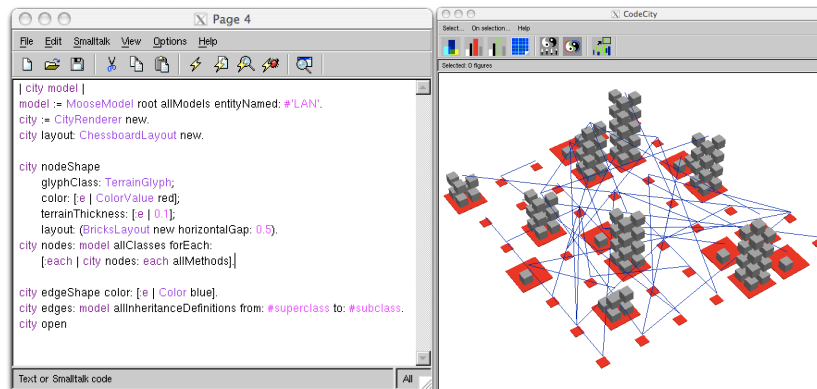 Page 4
File Edit Smalltalk View Options Help
| city model |
model := MooseModel root allModels entityNamed: #'LAN'.
city := CityRenderer new.
city layout: ChessboardLayout new.
city nodeShape
glyphClass: TerrainGlyph;
color: [:e | ColorValue red];
terrainThickness: [:e | 0.1];
layout: (BricksLayout new horizontalGap: 0.5).
city nodes: model allClasses forEach:
[:each | city nodes: each allMethods].
city edgeShape color: [:e | Color blue].
city edges: model allInheritanceDefinitions from: #superclass to: #subclass.
city open
Text or Smalltalk code
All
CodeCity
Select... On selection... Help
Selected: 0 figures